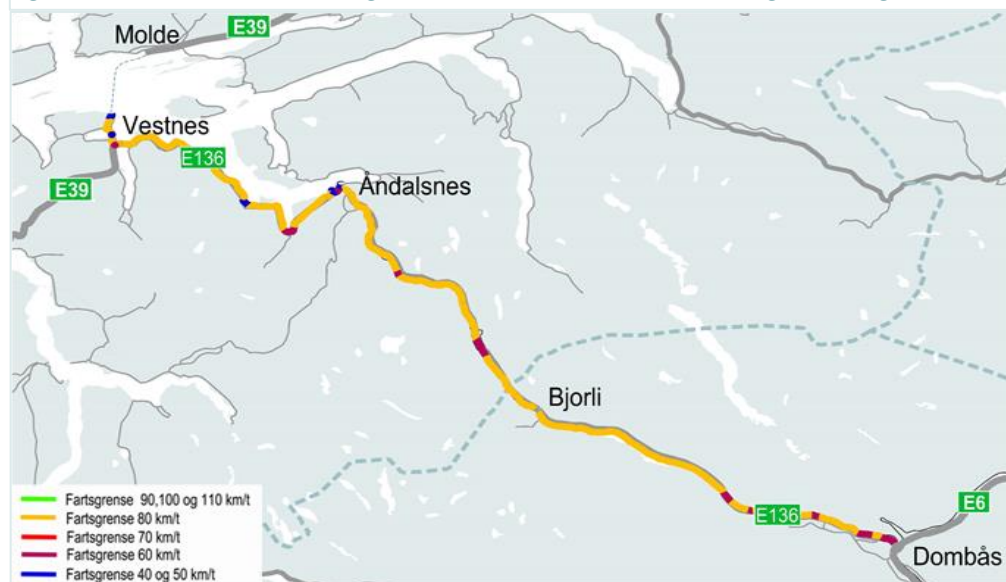 Molde
E39
Vestnes
E136
E39
Åndalsnes
Bjorli
Fartsgrense 90,100 og 110 km/t
Fartsgrense 80 km/t
Fartsgrense 70 km/t
Fartsgrense 60 km/t
Fartsgrense 40 og 50 km/t
E136
E6
Dombås